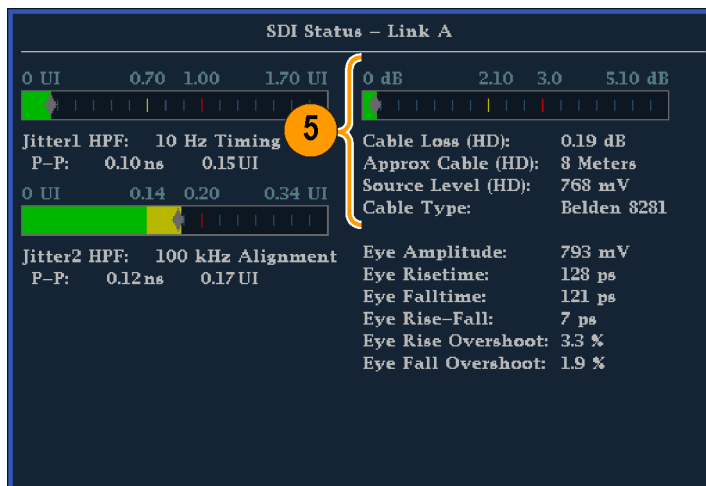 SDI Status – Link A
0 UI 0.70 1.00 1.70 UI
Jitter1 HPF: 10 Hz Timing
P–P: 0.10 ns 0.15 UI
0 UI 0.14 0.20 0.34 UI
Jitter2 HPF: 100 kHz Alignment
P–P: 0.12 ns 0.17 UI
5
0 dB 2.10 3.0 5.10 dB
Cable Loss (HD): 0.19 dB
Approx Cable (HD): 8 Meters
Source Level (HD): 768 mV
Cable Type: Belden 8281
Eye Amplitude: 793 mV
Eye Risetime: 128 ps
Eye Falltime: 121 ps
Eye Rise–Fall: 7 ps
Eye Rise Overshoot: 3.3 %
Eye Fall Overshoot: 1.9 %